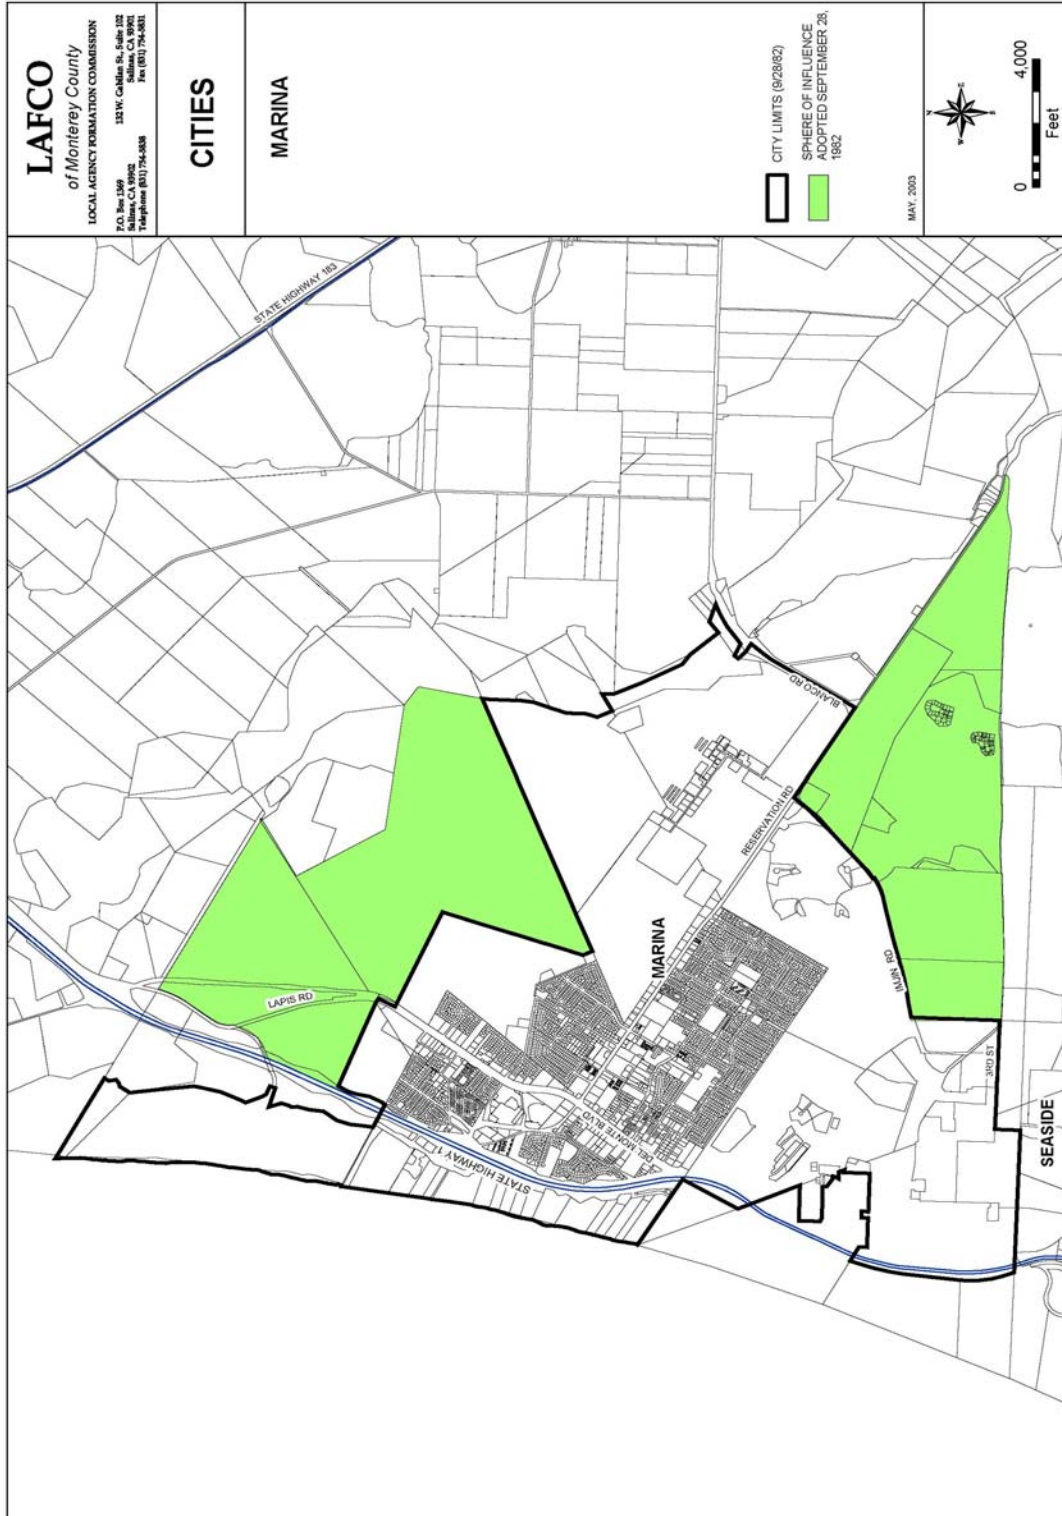 LAFCO
of Monterey County
LOCAL AGENCY FORMATION COMMISSION
P.O. Box 1369
Salinas, CA 93902
Telephone (831) 754-5838
132 W. Gabilan St., Suite 102
Salinas, CA 93901
Fax (831) 754-5831
CITIES
MARINA
CITY LIMITS (9/28/82)
SPHERE OF INFLUENCE
ADOPTED SEPTEMBER 28,
1982
MAY, 2003
N
E
S
W
0
4,000
Feet
STATE HIGHWAY 183
LAPIS RD
STATE HIGHWAY 1
DEL MONTE BLVD
MARINA
RESERVATION RD
BLANCO RD
IMJIN RD
3RD ST
SEASIDE